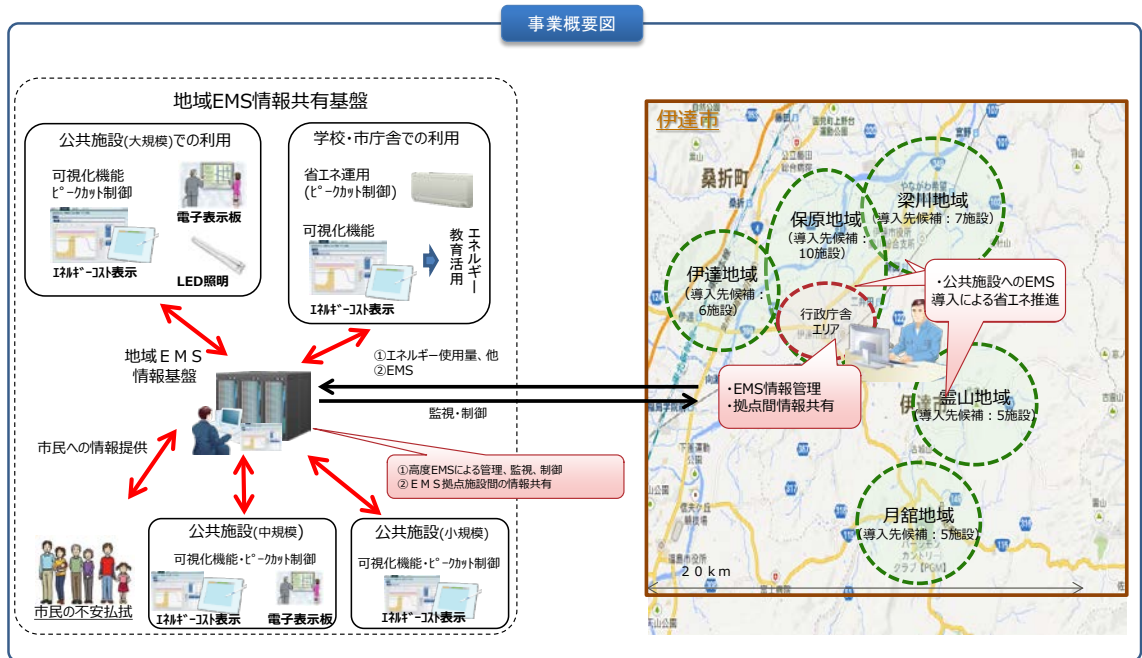 事業概要図
地域EMS情報共有基盤
公共施設(大規模)での利用
可視化機能
ﾋﾟｰｸｶｯﾄ制御
電子表示板
ｴﾈﾙｷﾞｰｺｽﾄ表示
LED照明
学校・市庁舎での利用
省エネ運用
(ﾋﾟｰｸｶｯﾄ制御)
可視化機能
エネルギー
教育活用
ｴﾈﾙｷﾞｰｺｽﾄ表示
地域ＥＭＳ
情報基盤
①エネルギー使用量、他
②EMS
監視・制御
市民への情報提供
①高度EMSによる管理、監視、制御
②ＥＭＳ拠点施設間の情報共有
市民の不安払拭
公共施設(中規模)
可視化機能・ﾋﾟｰｸｶｯﾄ制御
ｴﾈﾙｷﾞｰｺｽﾄ表示
電子表示板
公共施設(小規模)
可視化機能・ﾋﾟｰｸｶｯﾄ制御
ｴﾈﾙｷﾞｰｺｽﾄ表示
伊達市
桑折町
梁川地域
(導入先候補：7施設)
保原地域
(導入先候補：
10施設)
伊達地域
(導入先候補：
6施設)
行政庁舎
エリア
・公共施設へのEMS
導入による省エネ推進
・EMS情報管理
・拠点間情報共有
霊山地域
(導入先候補：5施設)
月舘地域
(導入先候補：5施設)
福島市役所
２０ｋｍ